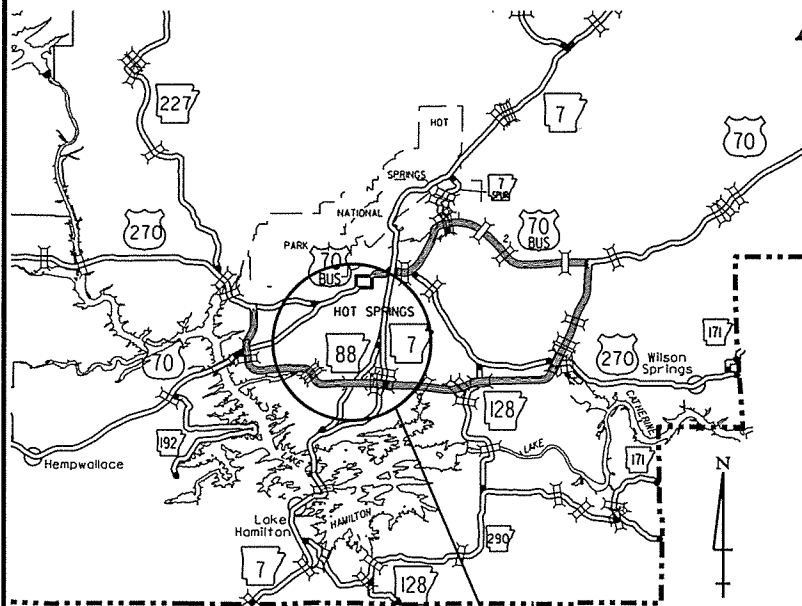 227
HOT
7
70
SPRINGS
7
SPUR
270
NATIONAL
70
BUS
PARK
70
BUS
HOT SPRINGS
171
88
7
270
Wilson
Springs
70
128
CATHERINE
192
LAKE
171
N
Hempwallace
LAKE
Lake
Hamilton
HAMILTON
290
7
128